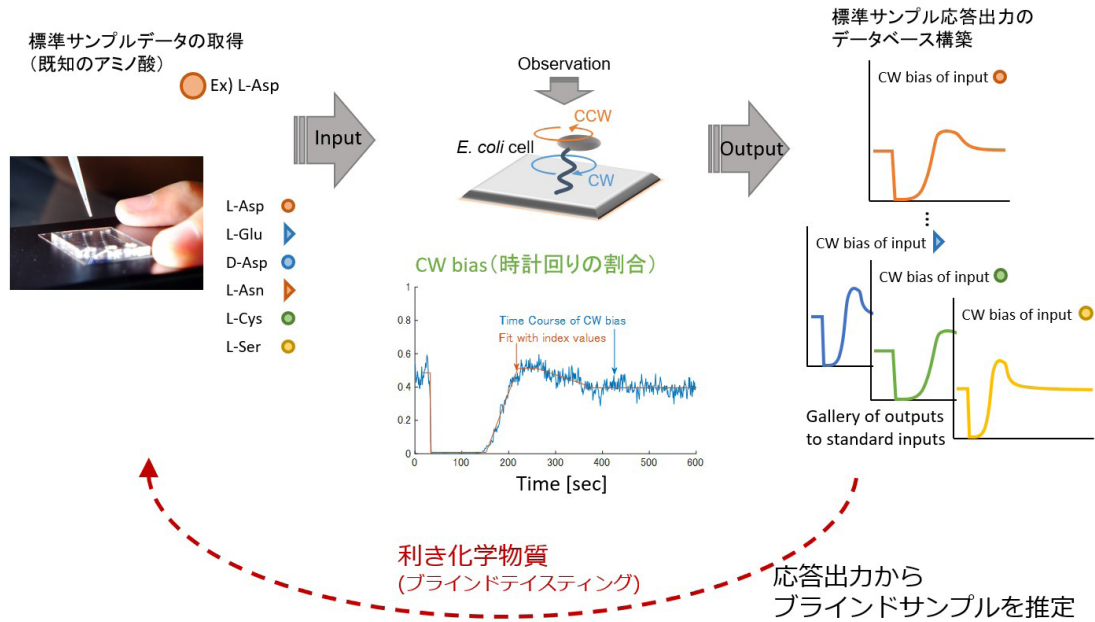 標準サンプルデータの取得
（既知のアミノ酸）
Ex) L-Asp
Input
L-Asp
L-Glu
D-Asp
L-Asn
L-Cys
L-Ser
Observation
CCW
E. coli cell
CW
Output
CW bias（時計回りの割合）
1
0.8
0.6
0.4
0.2
0
Time Course of CW bias
Fit with index values
0 100 200 300 400 500 600
Time [sec]
標準サンプル応答出力の
データベース構築
CW bias of input
⋮
CW bias of input
CW bias of input
CW bias of input
Gallery of outputs
to standard inputs
利き化学物質
(ブラインドテイスティング)
応答出力から
ブラインドサンプルを推定